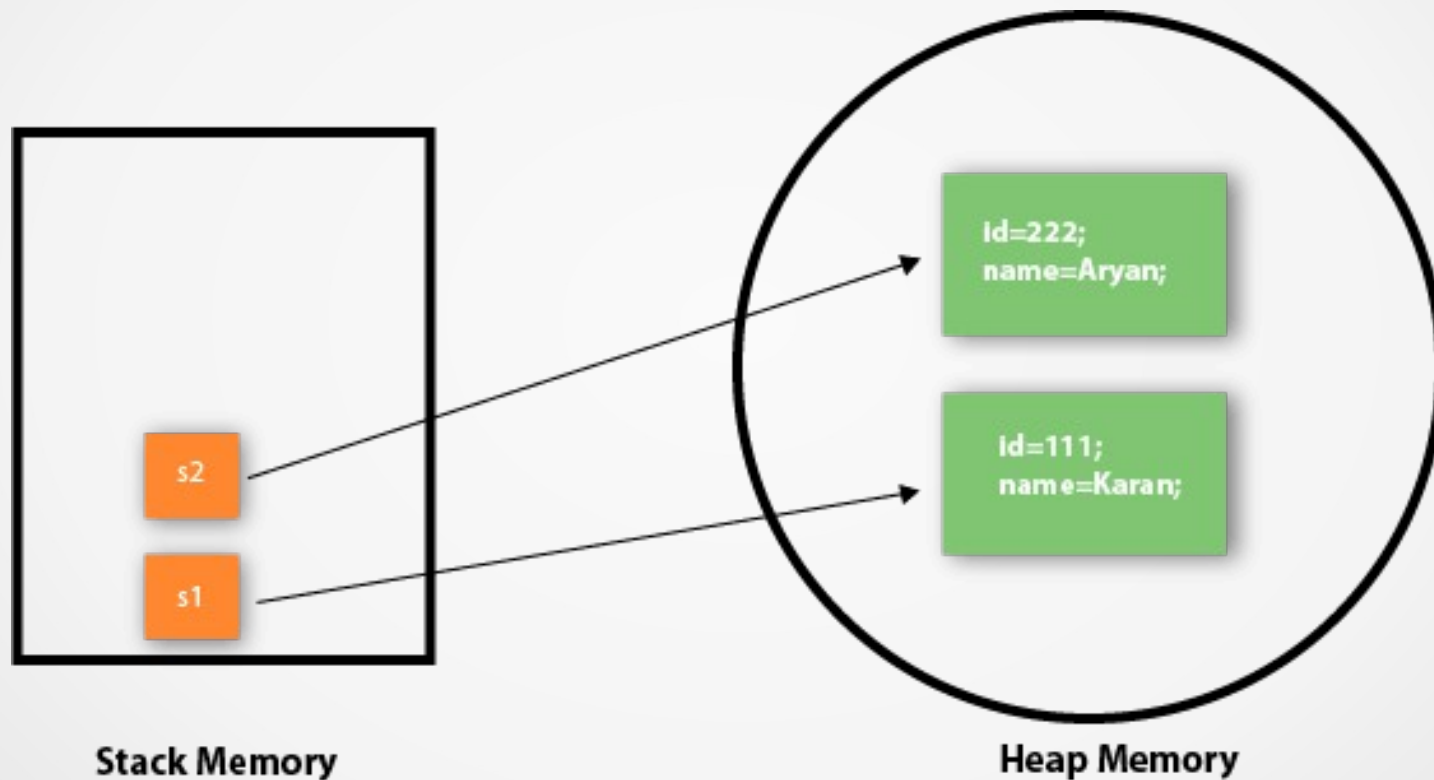 id=222;
name=Aryan;
id=111;
name=Karan;
s2
s1
Stack Memory
Heap Memory